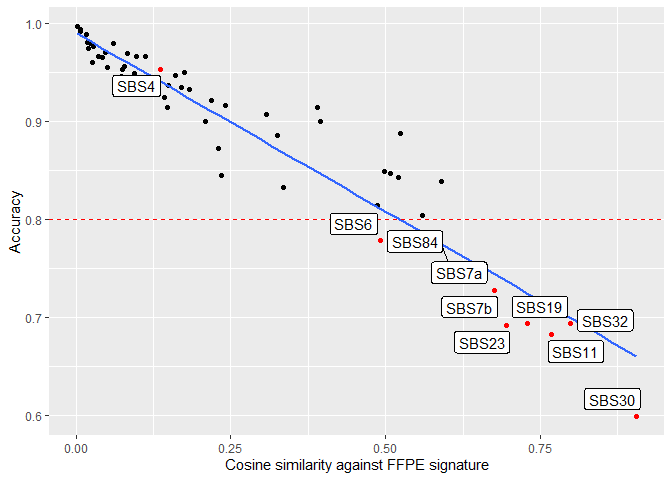 1.0
0.9
0.8
0.7
0.6
Accuracy
SBS4
SBS6
SBS84
SBS7a
SBS7b
SBS19
SBS32
SBS23
SBS11
SBS30
0.00
0.25
0.50
0.75
Cosine similarity against FFPE signature